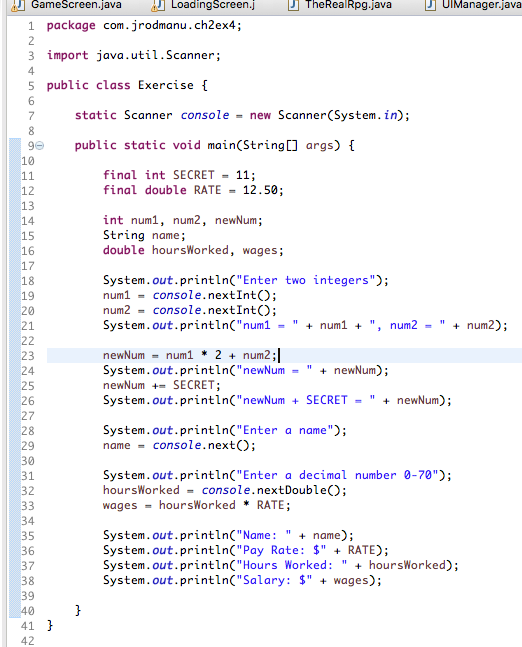 GameScreen.java LoadingScreen.j TheRealRpg.java UIManager.java
1 package com.jrodmanu.ch2ex4;
2
3 import java.util.Scanner;
4
5 public class Exercise {
6
7 static Scanner console = new Scanner(System.in);
8
9 public static void main(String[] args) {
10
11 final int SECRET = 11;
12 final double RATE = 12.50;
13
14 int num1, num2, newNum;
15 String name;
16 double hoursWorked, wages;
17
18 System.out.println("Enter two integers");
19 num1 = console.nextInt();
20 num2 = console.nextInt();
21 System.out.println("num1 = " + num1 + ", num2 = " + num2);
22
23 newNum = num1 * 2 + num2;
24 System.out.println("newNum = " + newNum);
25 newNum += SECRET;
26 System.out.println("newNum + SECRET = " + newNum);
27
28 System.out.println("Enter a name");
29 name = console.next();
30
31 System.out.println("Enter a decimal number 0-70");
32 hoursWorked = console.nextDouble();
33 wages = hoursWorked * RATE;
34
35 System.out.println("Name: " + name);
36 System.out.println("Pay Rate: $" + RATE);
37 System.out.println("Hours Worked: " + hoursWorked);
38 System.out.println("Salary: $" + wages);
39
40 }
41 }
42